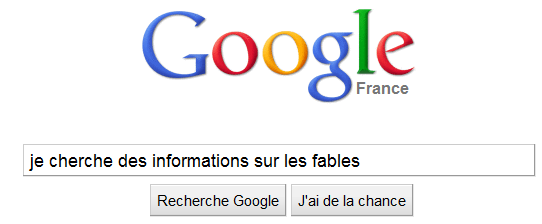 Google
France
je cherche des informations sur les fables
Recherche Google J'ai de la chance